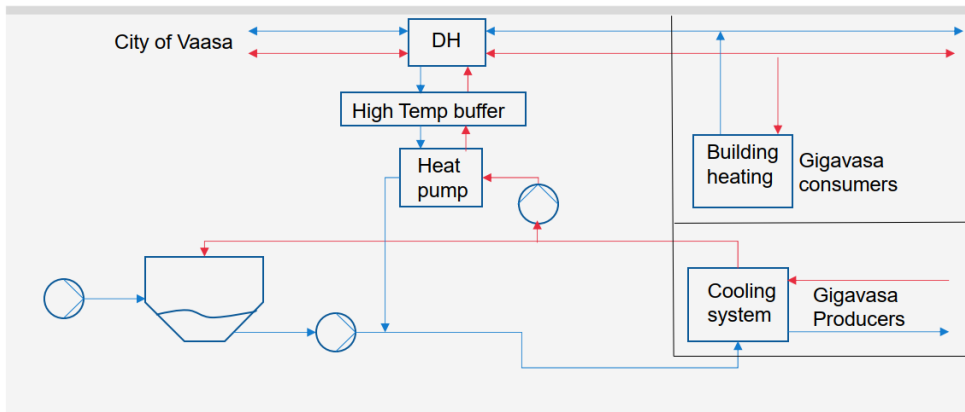 City of Vaasa
DH
High Temp buffer
Heat
pump
Building
heating
Gigavasa
consumers
Cooling
system
Gigavasa
Producers